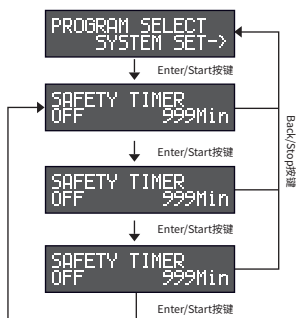 PROGRAM SELECT
SYSTEM SET->
Enter/Start按键
SAFETY TIMER
OFF 999Min
Enter/Start按键
SAFETY TIMER
OFF 999Min
Enter/Start按键
SAFETY TIMER
OFF 999Min
Enter/Start按键
Back/Stop按键